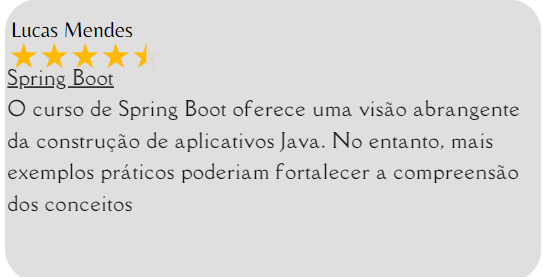 Lucas Mendes
Spring Boot
O curso de Spring Boot oferece uma visão abrangente
da construção de aplicativos Java. No entanto, mais
exemplos práticos poderiam fortalecer a compreensão
dos conceitos